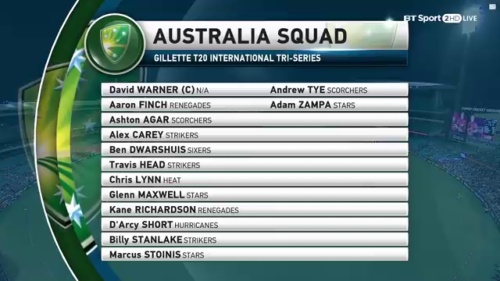 BT Sport 2HD LIVE
AUSTRALIA SQUAD
GILLETTE T20 INTERNATIONAL TRI-SERIES
David WARNER (C) N/A
Aaron FINCH RENEGADES
Ashton AGAR SCORCHERS
Alex CAREY STRIKERS
Ben DWARSHUIS SIXERS
Travis HEAD STRIKERS
Chris LYNN HEAT
Glenn MAXWELL STARS
Kane RICHARDSON RENEGADES
D'Arcy SHORT HURRICANES
Billy STANLAKE STRIKERS
Marcus STOINIS STARS
Andrew TYE SCORCHERS
Adam ZAMPA STARS